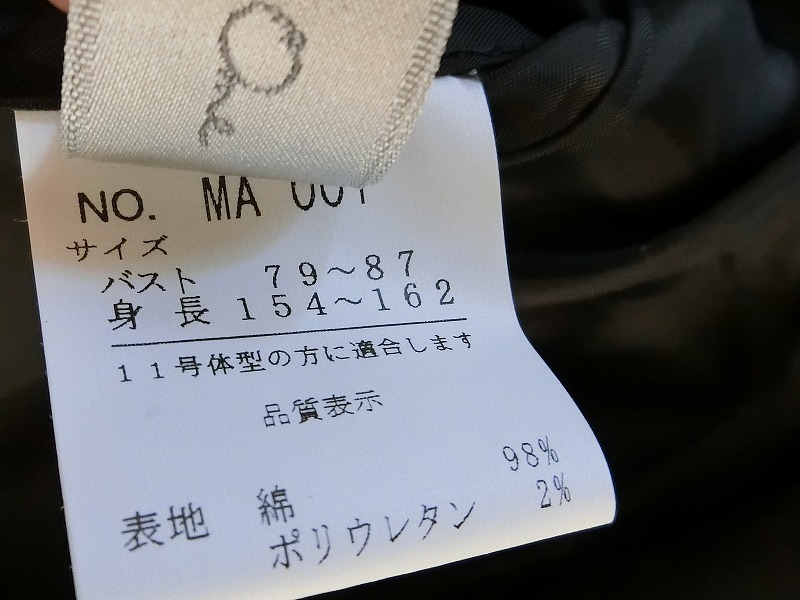 NO. MA 001
サイズ
バスト 79～87
身長 154～162
11号体型の方に適合します
品質表示
表地 綿 98%
ポリウレタン 2%